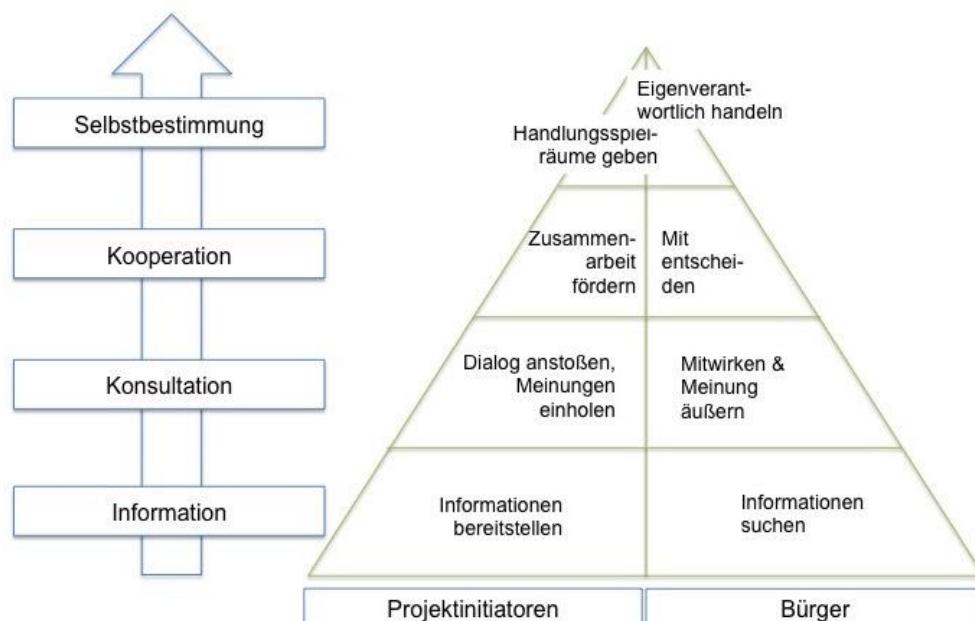 Selbstbestimmung
Kooperation
Konsultation
Information
Eigenverant-
wortlich handeln
Handlungsspiel-
räume geben
Zusammen-
arbeit
fördern
Mit
entschei-
den
Dialog anstoßen,
Meinungen
einholen
Mitwirken &
Meinung
äußern
Informationen
bereitstellen
Informationen
suchen
Projektinitiatoren
Bürger